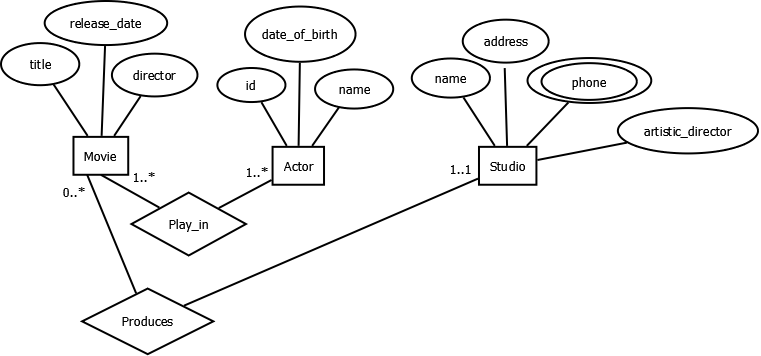 release_date
title
director
date_of_birth
id
name
address
name
phone
artistic_director
Movie
Actor
Studio
0..*
1..*
1..*
1..1
Play_in
Produces